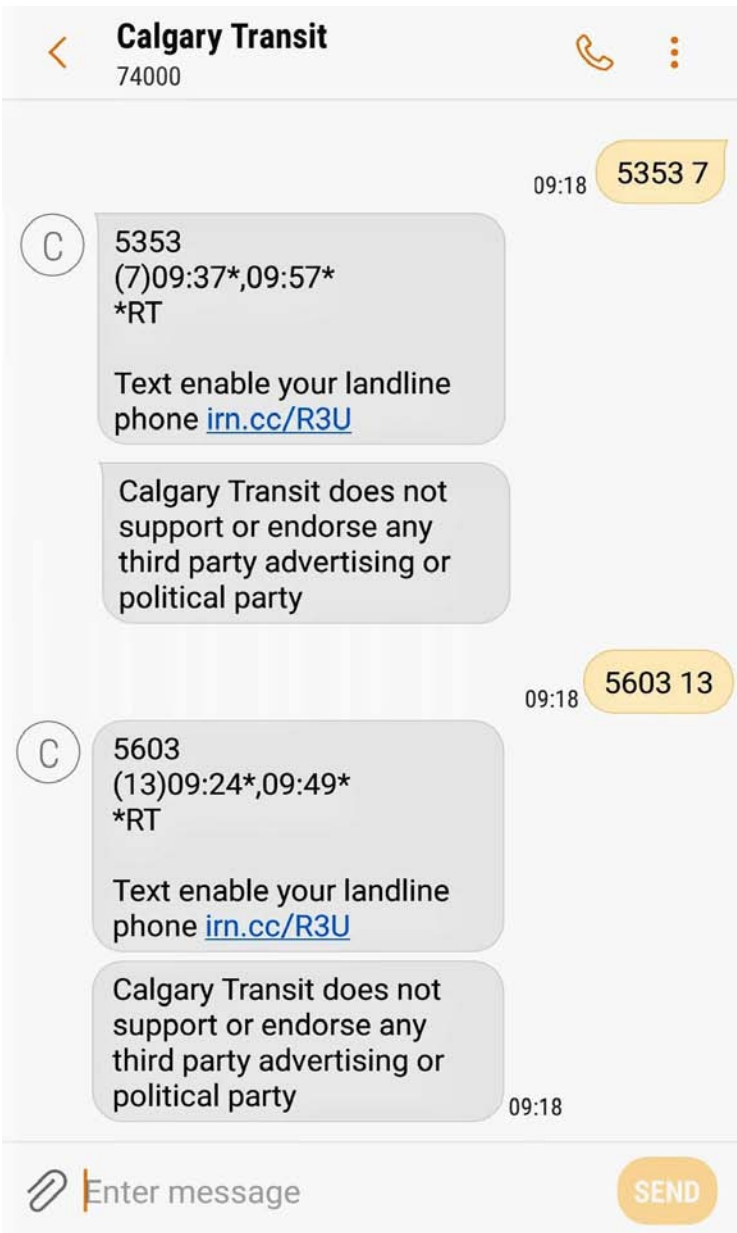 Calgary Transit
74000
5353 7
09:18
C
5353
(7)09:37*,09:57*
*RT
Text enable your landline
phone irn.cc/R3U
Calgary Transit does not
support or endorse any
third party advertising or
political party
5603 13
09:18
C
5603
(13)09:24*,09:49*
*RT
Text enable your landline
phone irn.cc/R3U
Calgary Transit does not
support or endorse any
third party advertising or
political party
09:18
Enter message
SEND